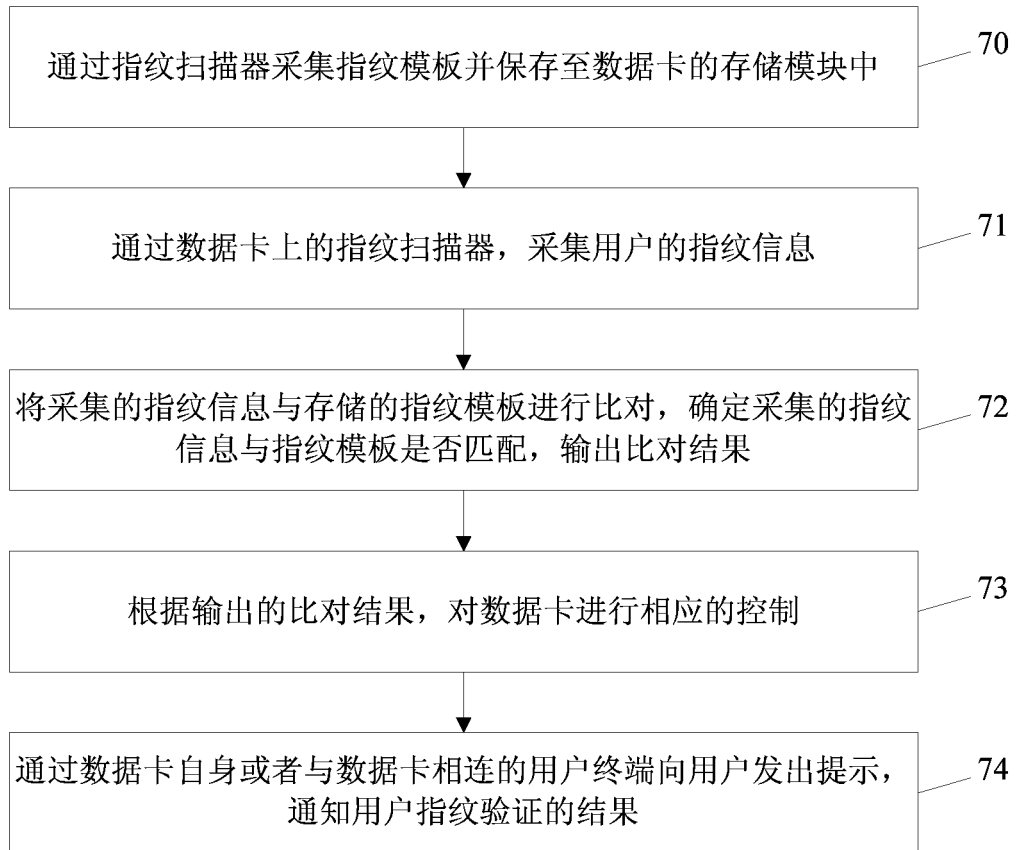 通过指纹扫描器采集指纹模板并保存至数据卡的存储模块中
70
通过数据卡上的指纹扫描器，采集用户的指纹信息
71
将采集的指纹信息与存储的指纹模板进行比对，确定采集的指纹
信息与指纹模板是否匹配，输出比对结果
72
根据输出的比对结果，对数据卡进行相应的控制
73
通过数据卡自身或者与数据卡相连的用户终端向用户发出提示，
通知用户指纹验证的结果
74